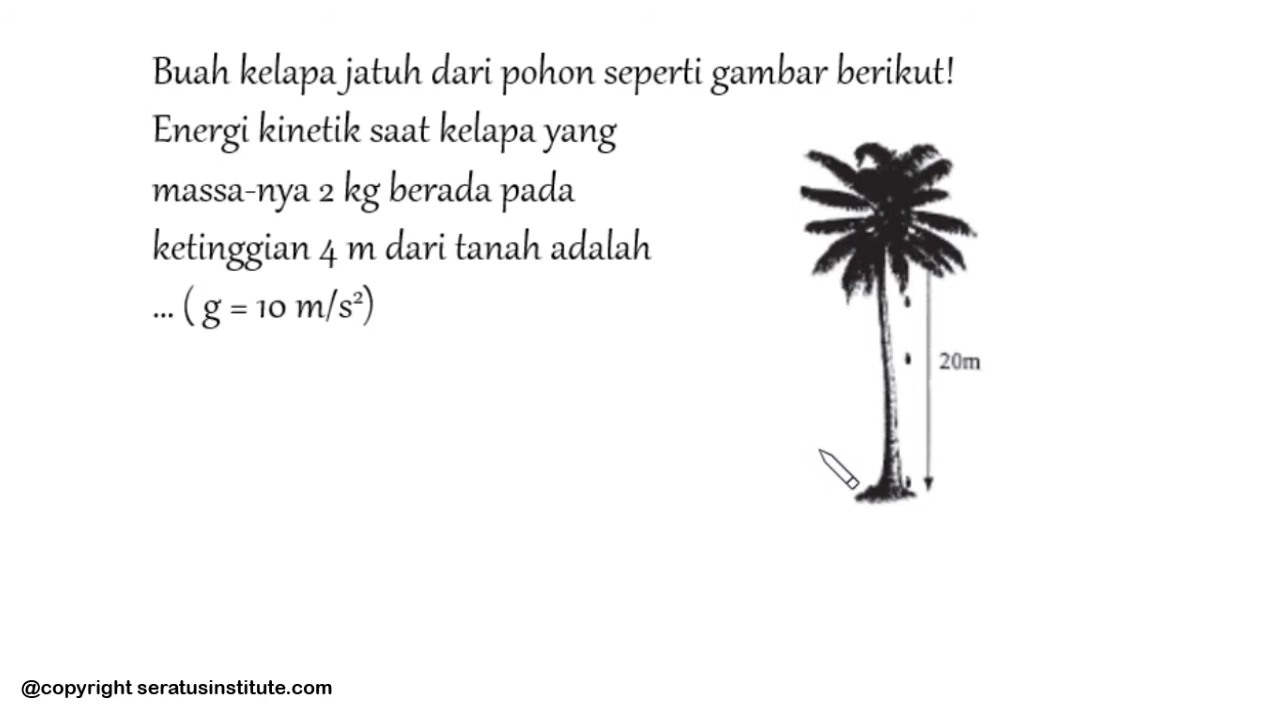 Buah kelapa jatuh dari pohon seperti gambar berikut!
Energi kinetik saat kelapa yang
massa-nya 2 kg berada pada
ketinggian 4 m dari tanah adalah
... ( g = 10 m/s²)
20m
@copyright seratusinstitute.com